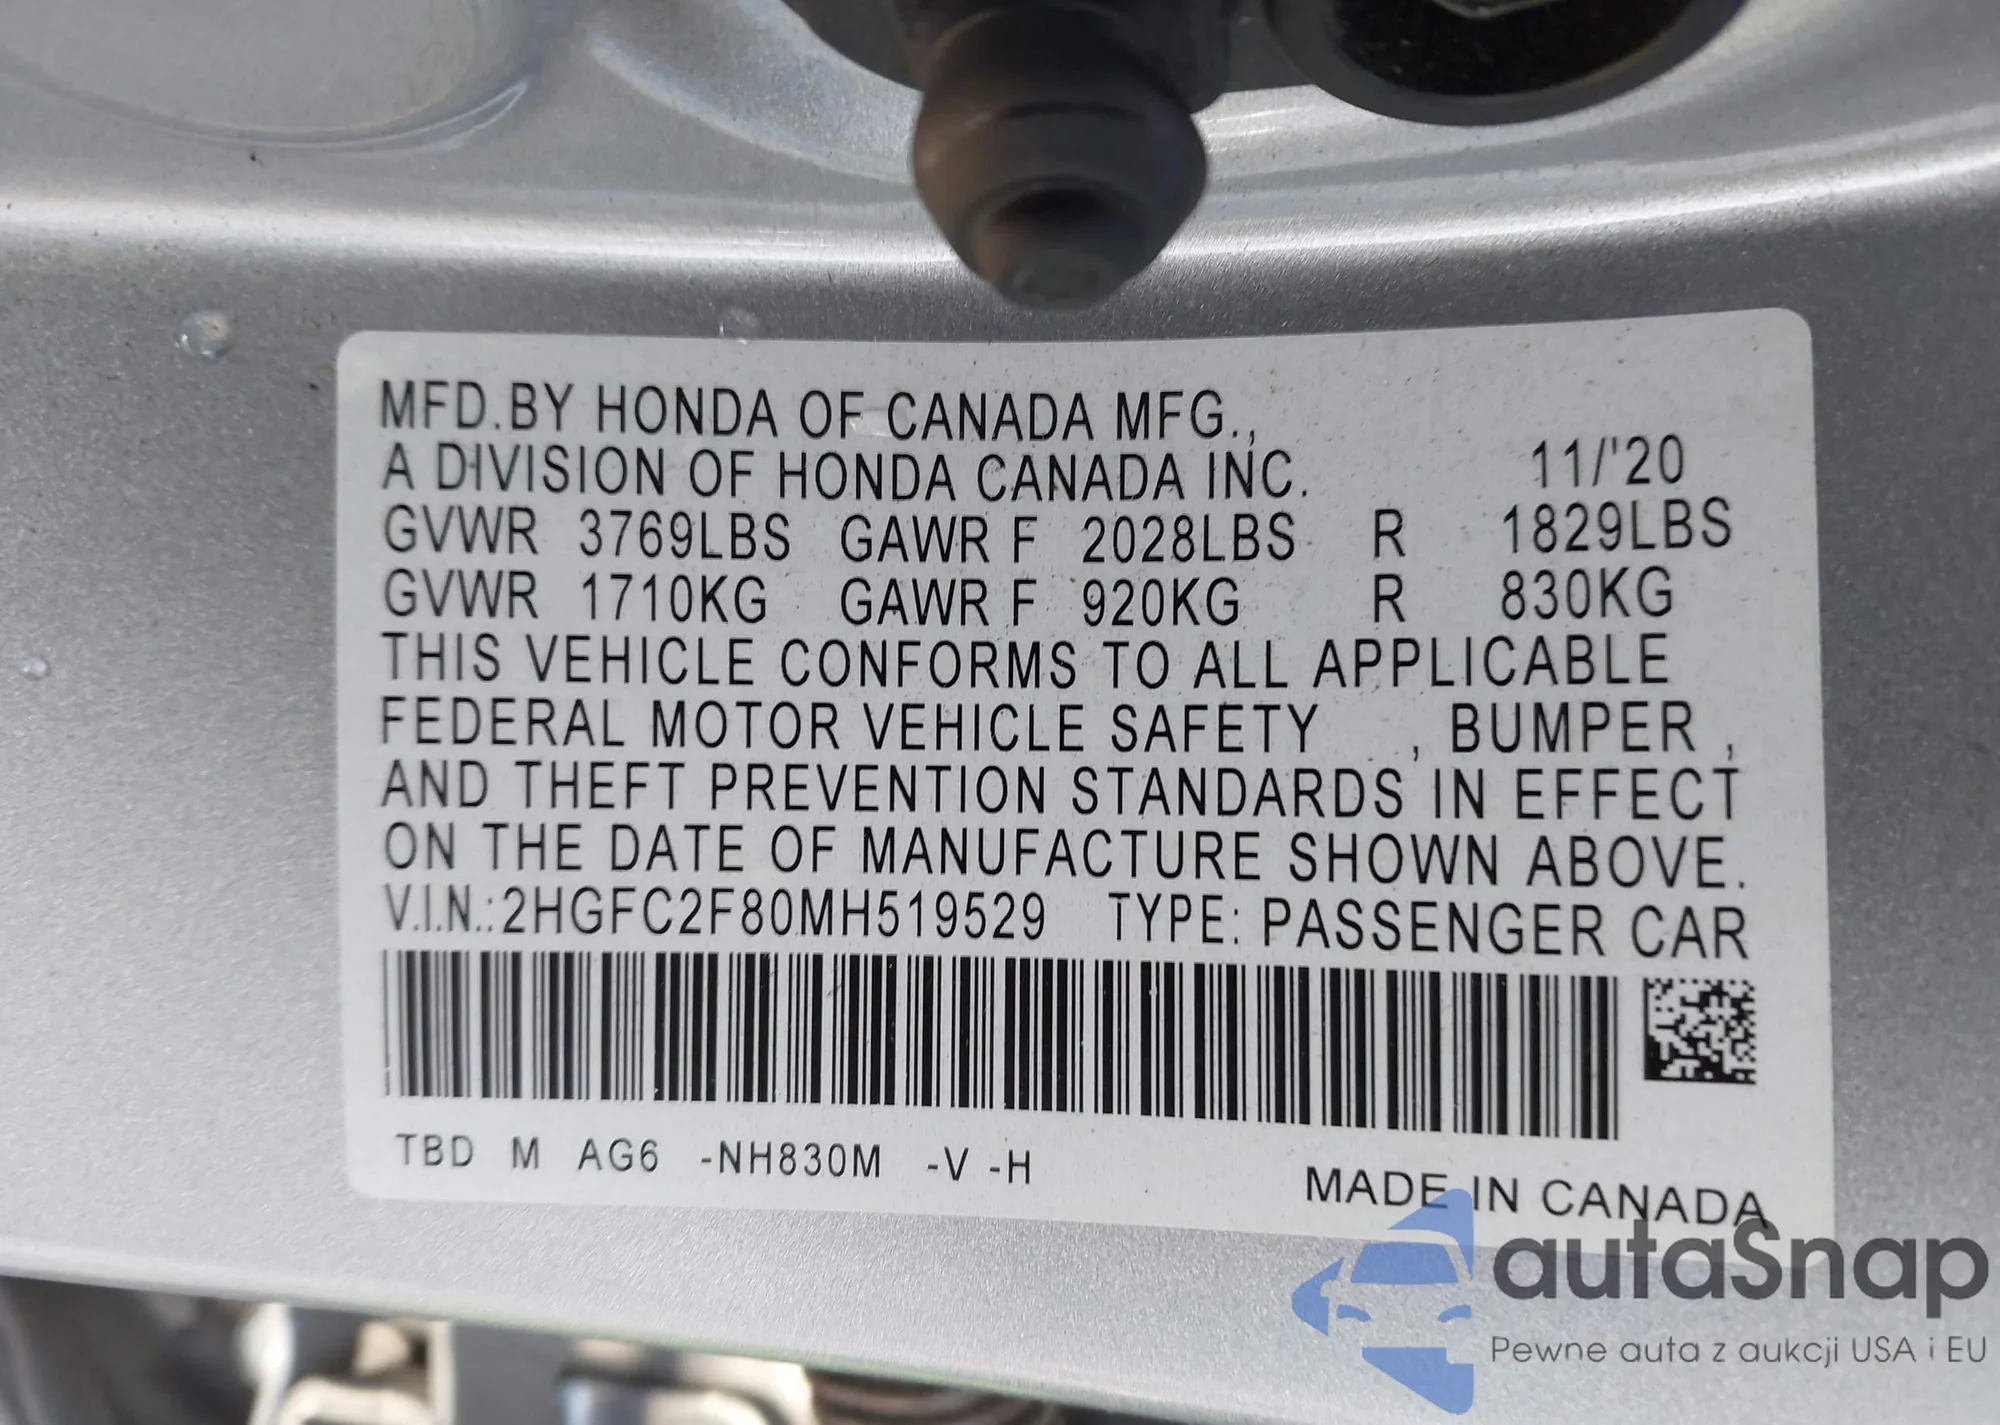 MFD.BY HONDA OF CANADA MFG.,
A DIVISION OF HONDA CANADA INC. 11/'20
GVWR 3769LBS GAWR F 2028LBS R 1829LBS
GVWR 1710KG GAWR F 920KG R 830KG
THIS VEHICLE CONFORMS TO ALL APPLICABLE
FEDERAL MOTOR VEHICLE SAFETY , BUMPER ,
AND THEFT PREVENTION STANDARDS IN EFFECT
ON THE DATE OF MANUFACTURE SHOWN ABOVE.
V.I.N.:2HGFC2F80MH519529 TYPE: PASSENGER CAR
TBD M AG6 -NH830M -V -H
MADE IN CANADA
autaSnap
Pewne auta z aukcji USA i EU